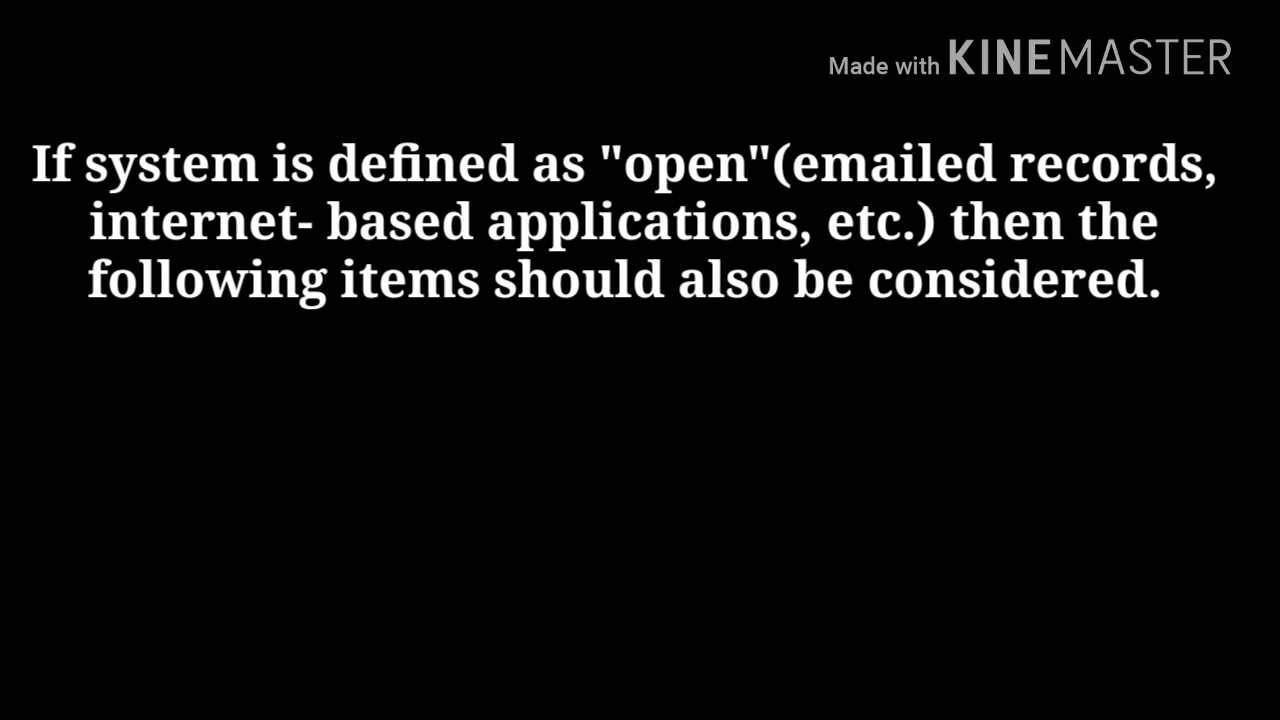 Made with KINEMASTER
If system is defined as "open"(emailed records,
internet- based applications, etc.) then the
following items should also be considered.